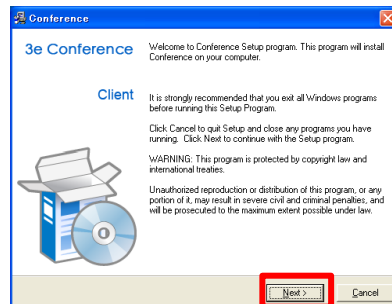 Conference
3e Conference
Client
Welcome to Conference Setup program. This program will install
Conference on your computer.
It is strongly recommended that you exit all Windows programs
before running this Setup Program.
Click Cancel to quit Setup and close any programs you have
running. Click Next to continue with the Setup program.
WARNING: This program is protected by copyright law and
international treaties.
Unauthorized reproduction or distribution of this program, or any
portion of it, may result in severe civil and criminal penalties, and
will be prosecuted to the maximum extent possible under law.
Next >
Cancel